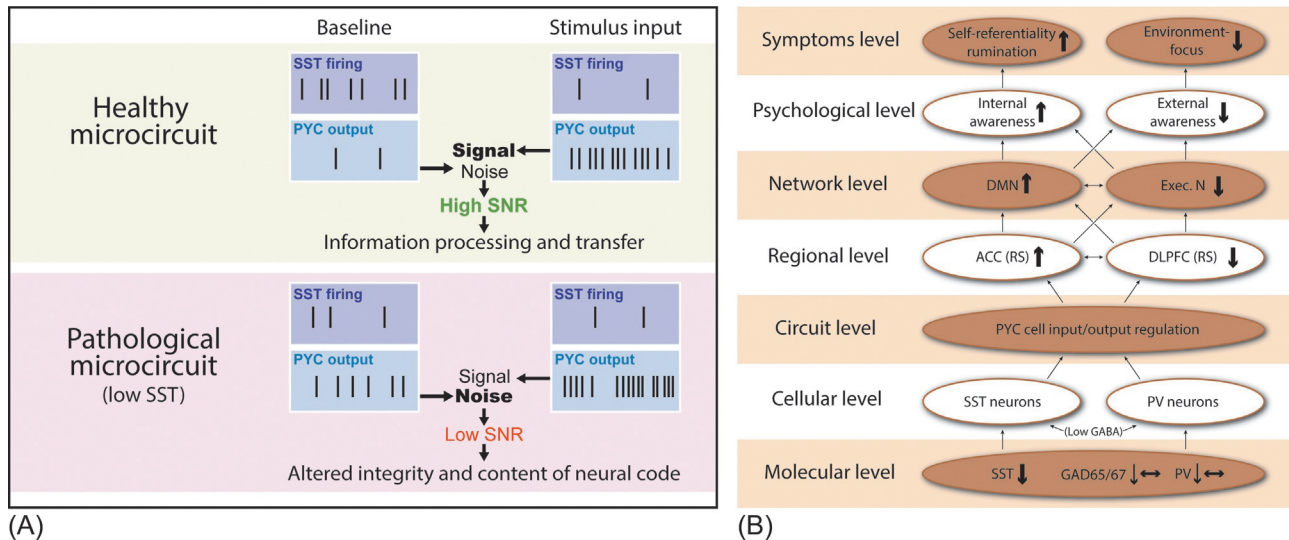 Baseline
Stimulus input
Healthy
microcircuit
SST firing
SST firing
PYC output
PYC output
Signal
Noise
High SNR
Information processing and transfer
Pathological
microcircuit
(low SST)
SST firing
SST firing
PYC output
PYC output
Signal
Noise
Low SNR
Altered integrity and content of neural code
(A)
Symptoms level
Self-referentiality
rumination
Environment-
focus
Psychological level
Internal
awareness
External
awareness
Network level
DMN
Exec. N
Regional level
ACC (RS)
DLPFC (RS)
Circuit level
PYC cell input/output regulation
Cellular level
SST neurons
PV neurons
(Low GABA)
Molecular level
SST
GAD65/67
PV
(B)